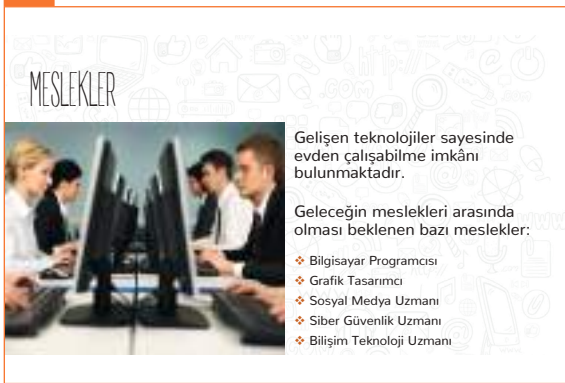 MESLEKLER
Gelişen teknolojiler sayesinde
evden çalışabilme imkânı
bulunmaktadır.
Geleceğin meslekleri arasında
olması beklenen bazı meslekler:
❖ Bilgisayar Programcısı
❖ Grafik Tasarımcı
❖ Sosyal Medya Uzmanı
❖ Siber Güvenlik Uzmanı
❖ Bilişim Teknoloji Uzmanı